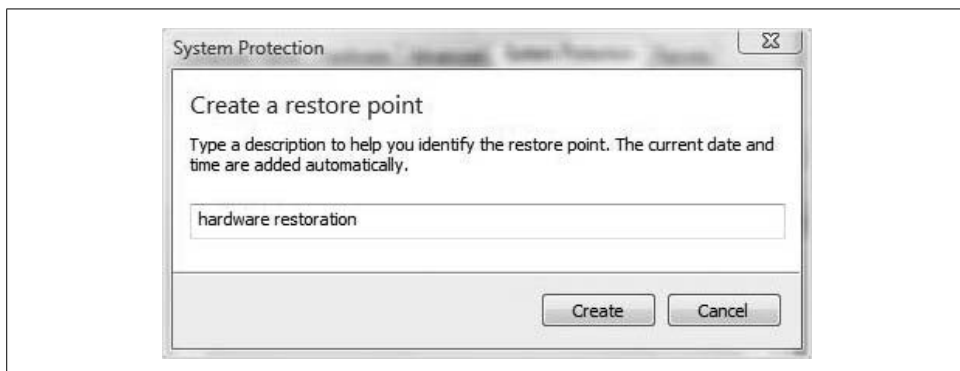 System Protection
Create a restore point
Type a description to help you identify the restore point. The current date and
time are added automatically.
hardware restoration
Create Cancel